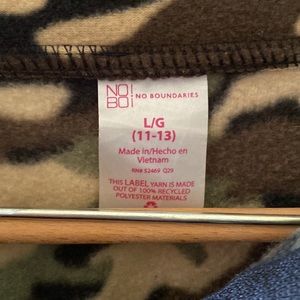 NO!
BO!
NO BOUNDARIES
L/G
(11-13)
Made in/Hecho en
Vietnam
RN# 52469 Q29
THIS LABEL YARN IS MADE
OUT OF 100% RECYCLED
POLYESTER MATERIALS